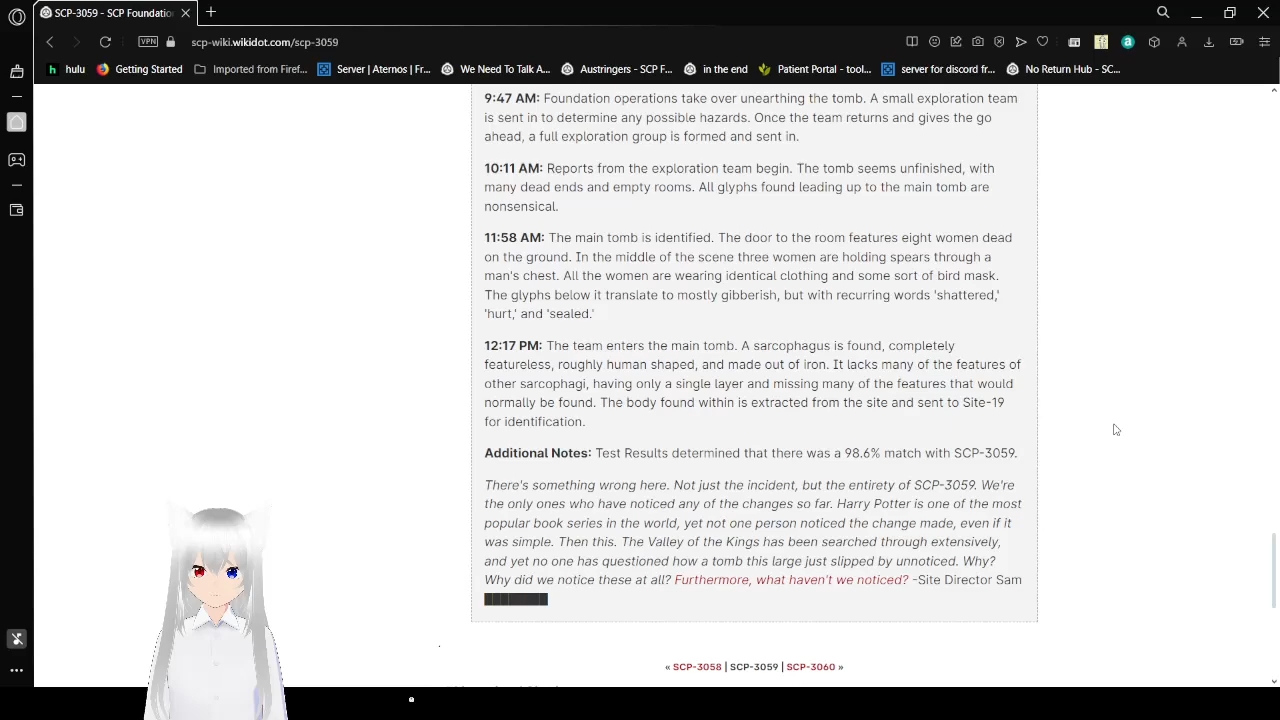 SCP-3059 - SCP Foundatio
VPN
scp-wiki.wikidot.com/scp-3059
hulu
Getting Started
Imported from Firef...
Server | Aternos | Fr...
We Need To Talk A...
Austringers - SCP F...
in the end
Patient Portal - tool...
server for discord fr...
No Return Hub - SC...
9:47 AM: Foundation operations take over unearthing the tomb. A small exploration team
is sent in to determine any possible hazards. Once the team returns and gives the go
ahead, a full exploration group is formed and sent in.
10:11 AM: Reports from the exploration team begin. The tomb seems unfinished, with
many dead ends and empty rooms. All glyphs found leading up to the main tomb are
nonsensical.
11:58 AM: The main tomb is identified. The door to the room features eight women dead
on the ground. In the middle of the scene three women are holding spears through a
man's chest. All the women are wearing identical clothing and some sort of bird mask.
The glyphs below it translate to mostly gibberish, but with recurring words 'shattered,'
'hurt,' and 'sealed.'
12:17 PM: The team enters the main tomb. A sarcophagus is found, completely
featureless, roughly human shaped, and made out of iron. It lacks many of the features of
other sarcophagi, having only a single layer and missing many of the features that would
normally be found. The body found within is extracted from the site and sent to Site-19
for identification.
Additional Notes: Test Results determined that there was a 98.6% match with SCP-3059.
There's something wrong here. Not just the incident, but the entirety of SCP-3059. We're
the only ones who have noticed any of the changes so far. Harry Potter is one of the most
popular book series in the world, yet not one person noticed the change made, even if it
was simple. Then this. The Valley of the Kings has been searched through extensively,
and yet no one has questioned how a tomb this large just slipped by unnoticed. Why?
Why did we notice these at all? Furthermore, what haven't we noticed? -Site Director Sam
████████
« SCP-3058 | SCP-3059 | SCP-3060 »